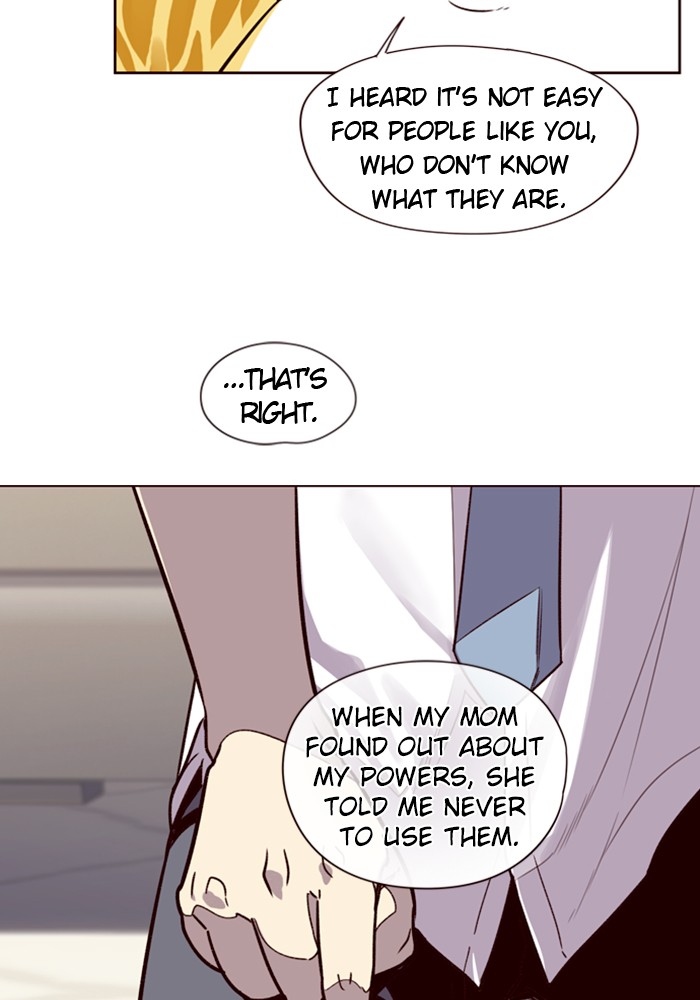 I HEARD IT'S NOT EASY
FOR PEOPLE LIKE YOU,
WHO DON'T KNOW
WHAT THEY ARE.
...THAT'S
RIGHT.
WHEN MY MOM
FOUND OUT ABOUT
MY POWERS, SHE
TOLD ME NEVER
TO USE THEM.